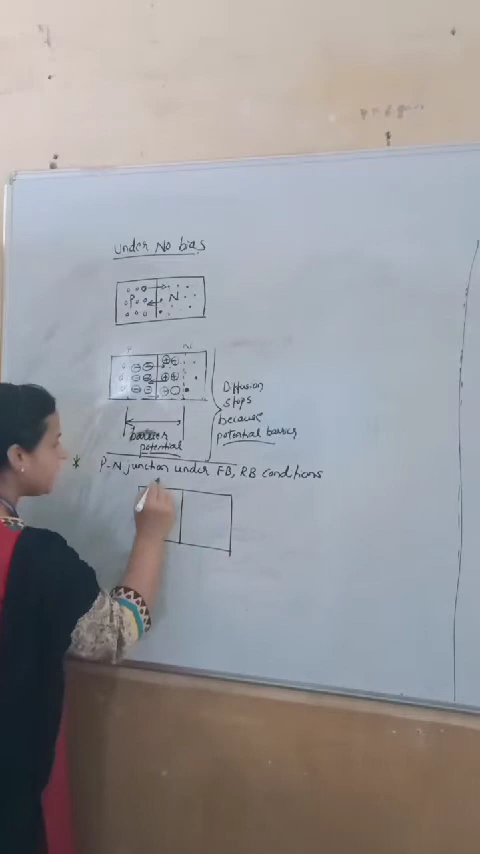 Under No bias
P N
P N
Diffusion
stops
because
potential barrier
barrier
potential
* P-N junction under FB, RB conditions